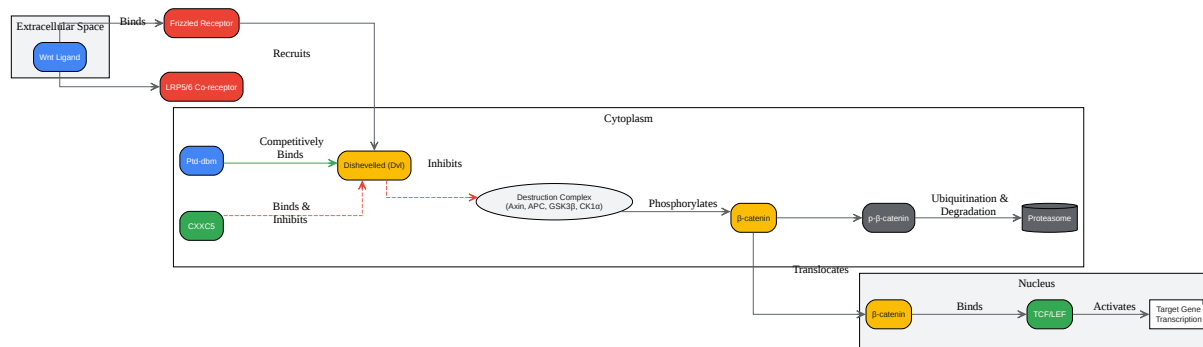 Extracellular Space
Wnt Ligand
Binds
Frizzled Receptor
LRP5/6 Co-receptor
Recruits
Cytoplasm
Ptd-dbm
Competitively
Binds
Dishevelled (Dvl)
Inhibits
CXXC5
Binds &
Inhibits
Destruction Complex
(Axin, APC, GSK3β, CK1α)
Phosphorylates
β-catenin
p-β-catenin
Ubiquitination &
Degradation
Proteasome
Translocates
Nucleus
β-catenin
Binds
TCF/LEF
Activates
Target Gene
Transcription